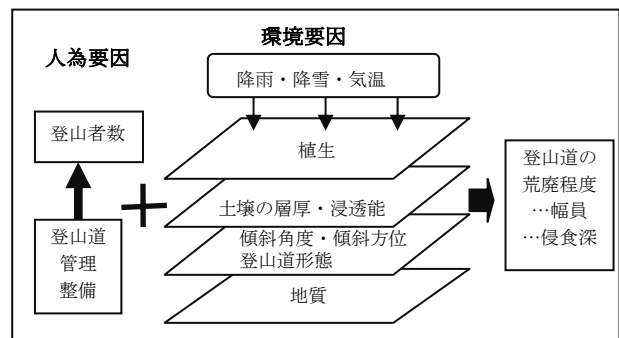 人為要因
環境要因
降雨・降雪・気温
登山者数
登山道
管理
整備
植生
土壌の層厚・浸透能
傾斜角度・傾斜方位
登山道形態
地質
登山道の
荒廃程度
…幅員
…侵食深